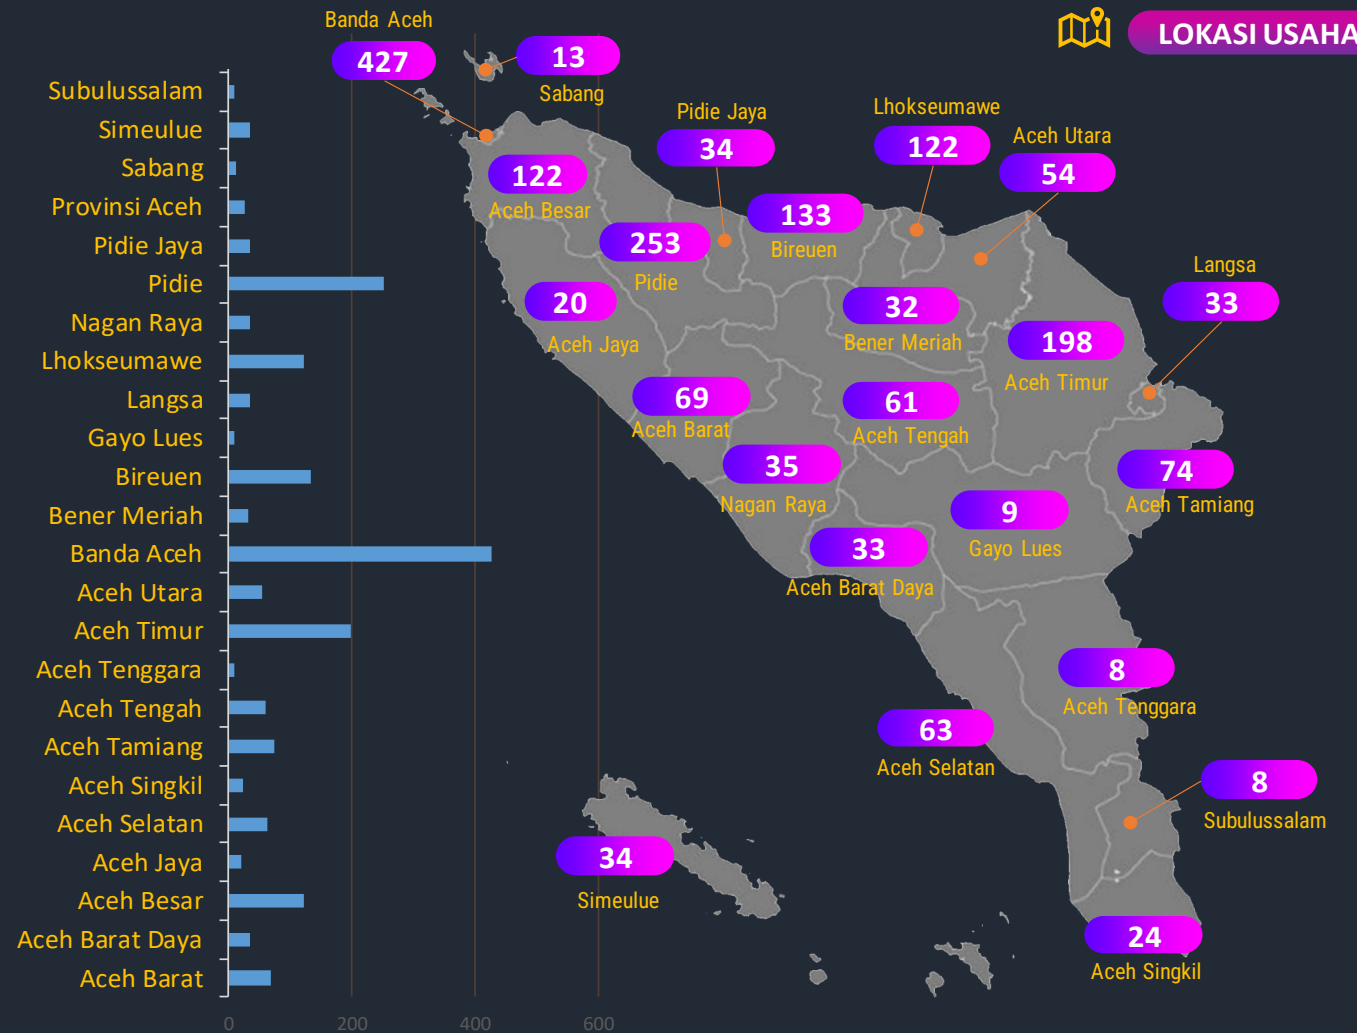 LOKASI USAHA
Subulussalam
Simeulue
Sabang
Provinsi Aceh
Pidie Jaya
Pidie
Nagan Raya
Lhokseumawe
Langsa
Gayo Lues
Bireuen
Bener Meriah
Banda Aceh
Aceh Utara
Aceh Timur
Aceh Tenggara
Aceh Tengah
Aceh Tamiang
Aceh Singkil
Aceh Selatan
Aceh Jaya
Aceh Besar
Aceh Barat Daya
Aceh Barat
0 200 400 600
Banda Aceh
427
13
Sabang
Pidie Jaya
34
Lhokseumawe
122
Aceh Utara
54
122
Aceh Besar
133
Bireuen
253
Pidie
Langsa
33
20
Aceh Jaya
32
Bener Meriah
198
Aceh Timur
69
Aceh Barat
61
Aceh Tengah
35
Nagan Raya
74
Aceh Tamiang
9
Gayo Lues
33
Aceh Barat Daya
8
Aceh Tenggara
63
Aceh Selatan
8
Subulussalam
34
Simeulue
24
Aceh Singkil